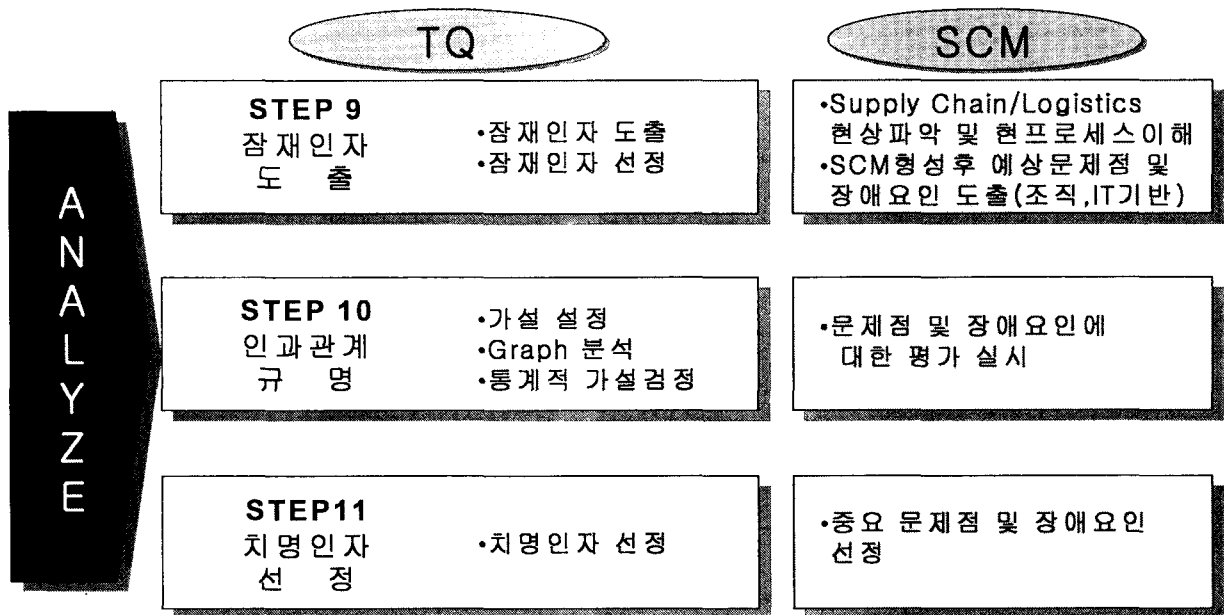 TQ
SCM
ANALYZE
STEP 9
잠재인자
도 출
•잠재인자 도출
•잠재인자 선정
•Supply Chain/Logistics
현상파악 및 현프로세스이해
•SCM형성후 예상문제점 및
장애요인 도출(조직,IT기반)
STEP 10
인과관계
규 명
•가설 설정
•Graph 분석
•통계적 가설검정
•문제점 및 장애요인에
대한 평가 실시
STEP11
치명인자
선 정
•치명인자 선정
•중요 문제점 및 장애요인
선정